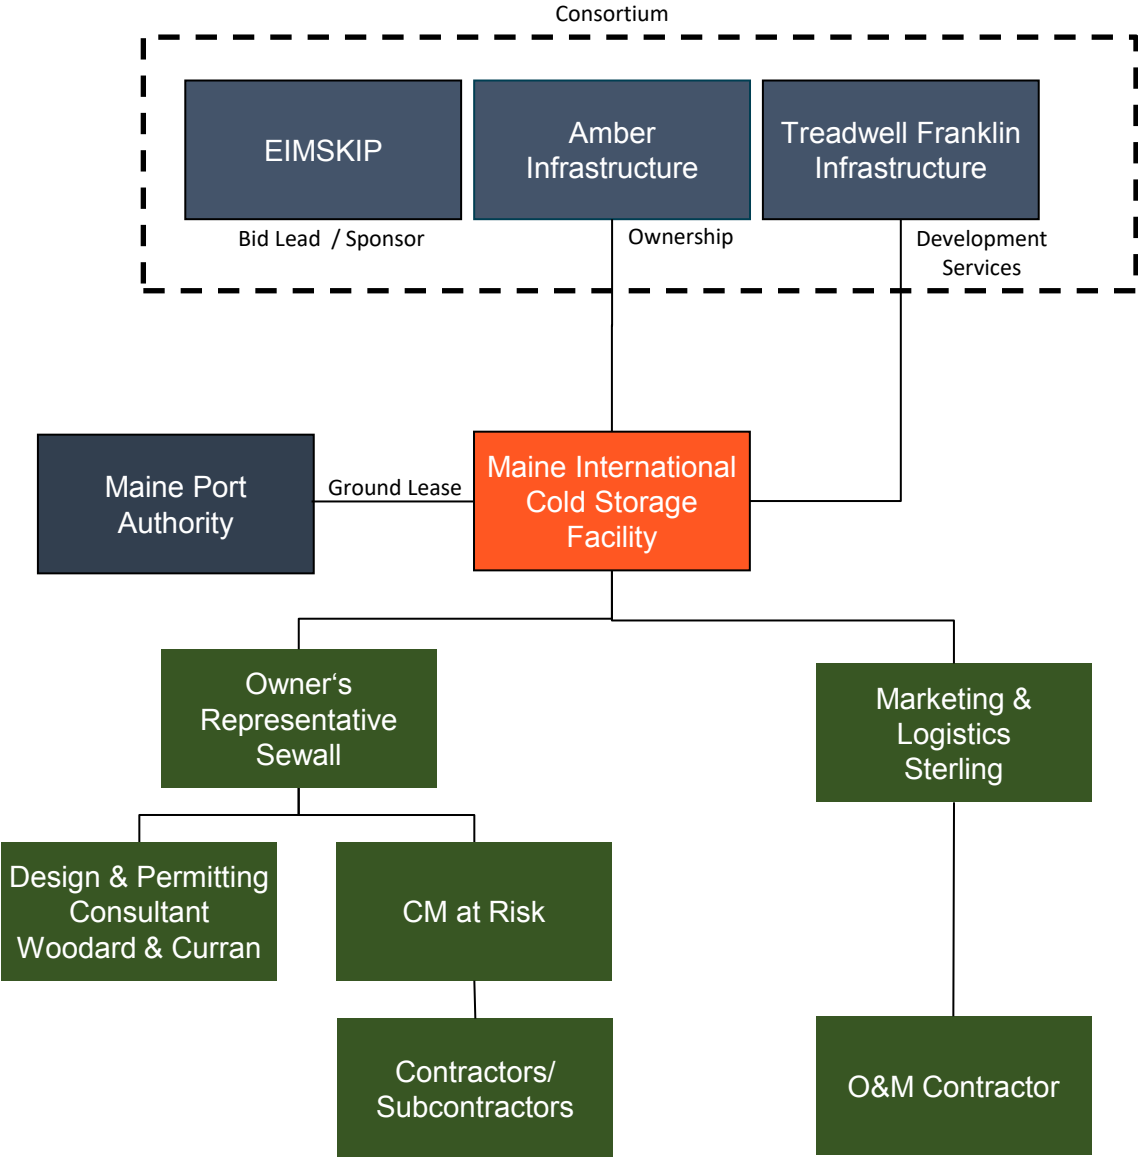 Consortium
EIMSKIP
Amber
Infrastructure
Treadwell Franklin
Infrastructure
Bid Lead / Sponsor
Ownership
Development
Services
Maine Port
Authority
Ground Lease
Maine International
Cold Storage
Facility
Owner‘s
Representative
Sewall
Marketing &
Logistics
Sterling
Design & Permitting
Consultant
Woodard & Curran
CM at Risk
Contractors/
Subcontractors
O&M Contractor